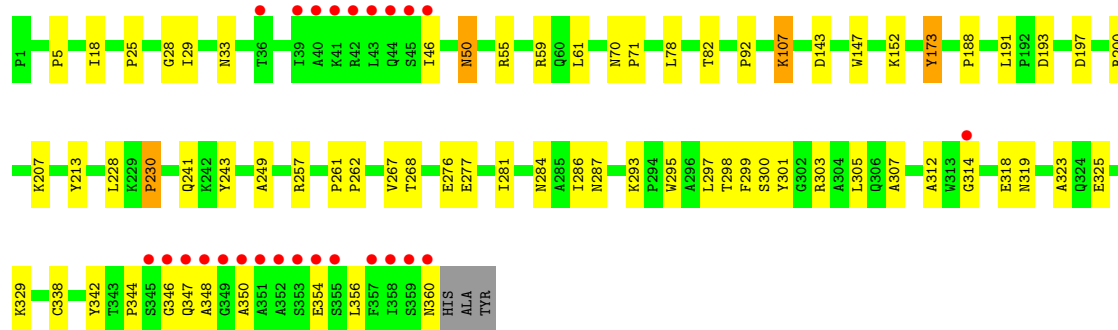 P1 P5 I18 P25 G28 I29 N33 T36 I39 A40 K41 R42 L43 Q44 S45 I46 N50 R55 R59 Q60 L61 N70 P71 L78 T82 P92 K107 D143 W147 K152 Y173 P188 L191 P192 D193 D197 R200
K207 Y213 L228 K229 P230 Q241 K242 Y243 A249 R257 P261 P262 V267 T268 E276 E277 I281 N284 A285 I286 N287 K293 P294 W295 A296 L297 T298 F299 S300 Y301 G302 R303 A304 L305 Q306 A307 A312 W313 G314 E318 N319 A323 Q324 E325
K329 C338 Y342 T343 P344 S345 G346 Q347 A348 G349 A350 A351 A352 S353 E354 S355 L356 F357 I358 S359 N360 HIS ALA TYR